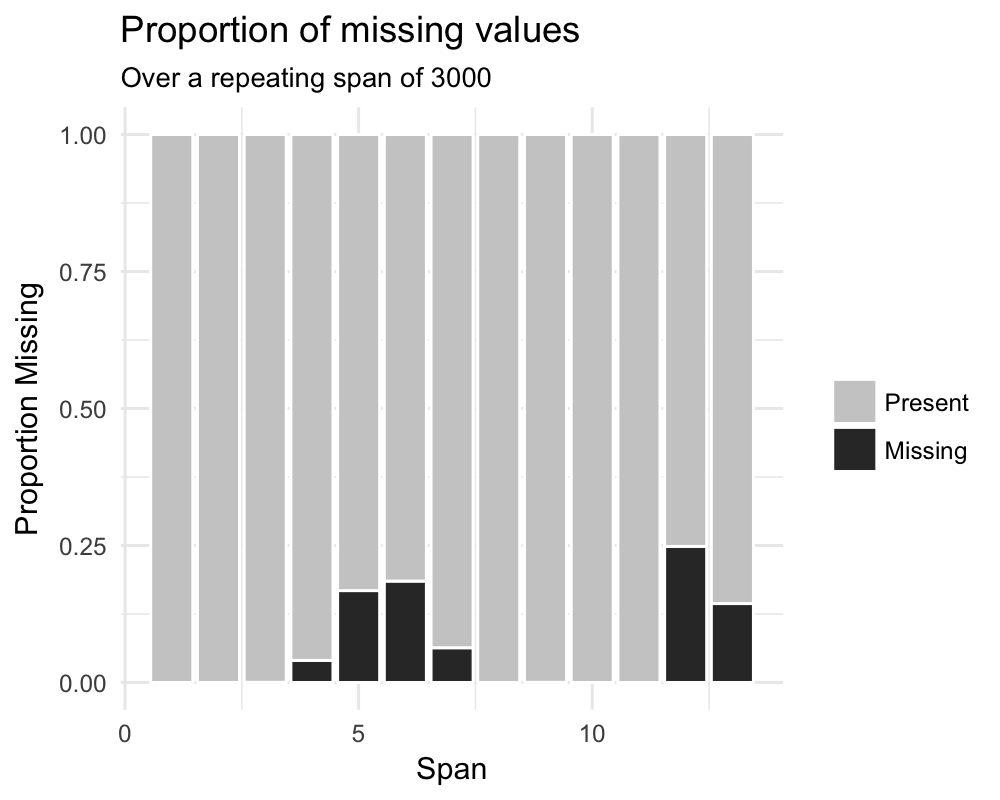 Proportion of missing values
Over a repeating span of 3000
Proportion Missing
1.00
0.75
0.50
0.25
0.00
0
5
10
Span
Present
Missing